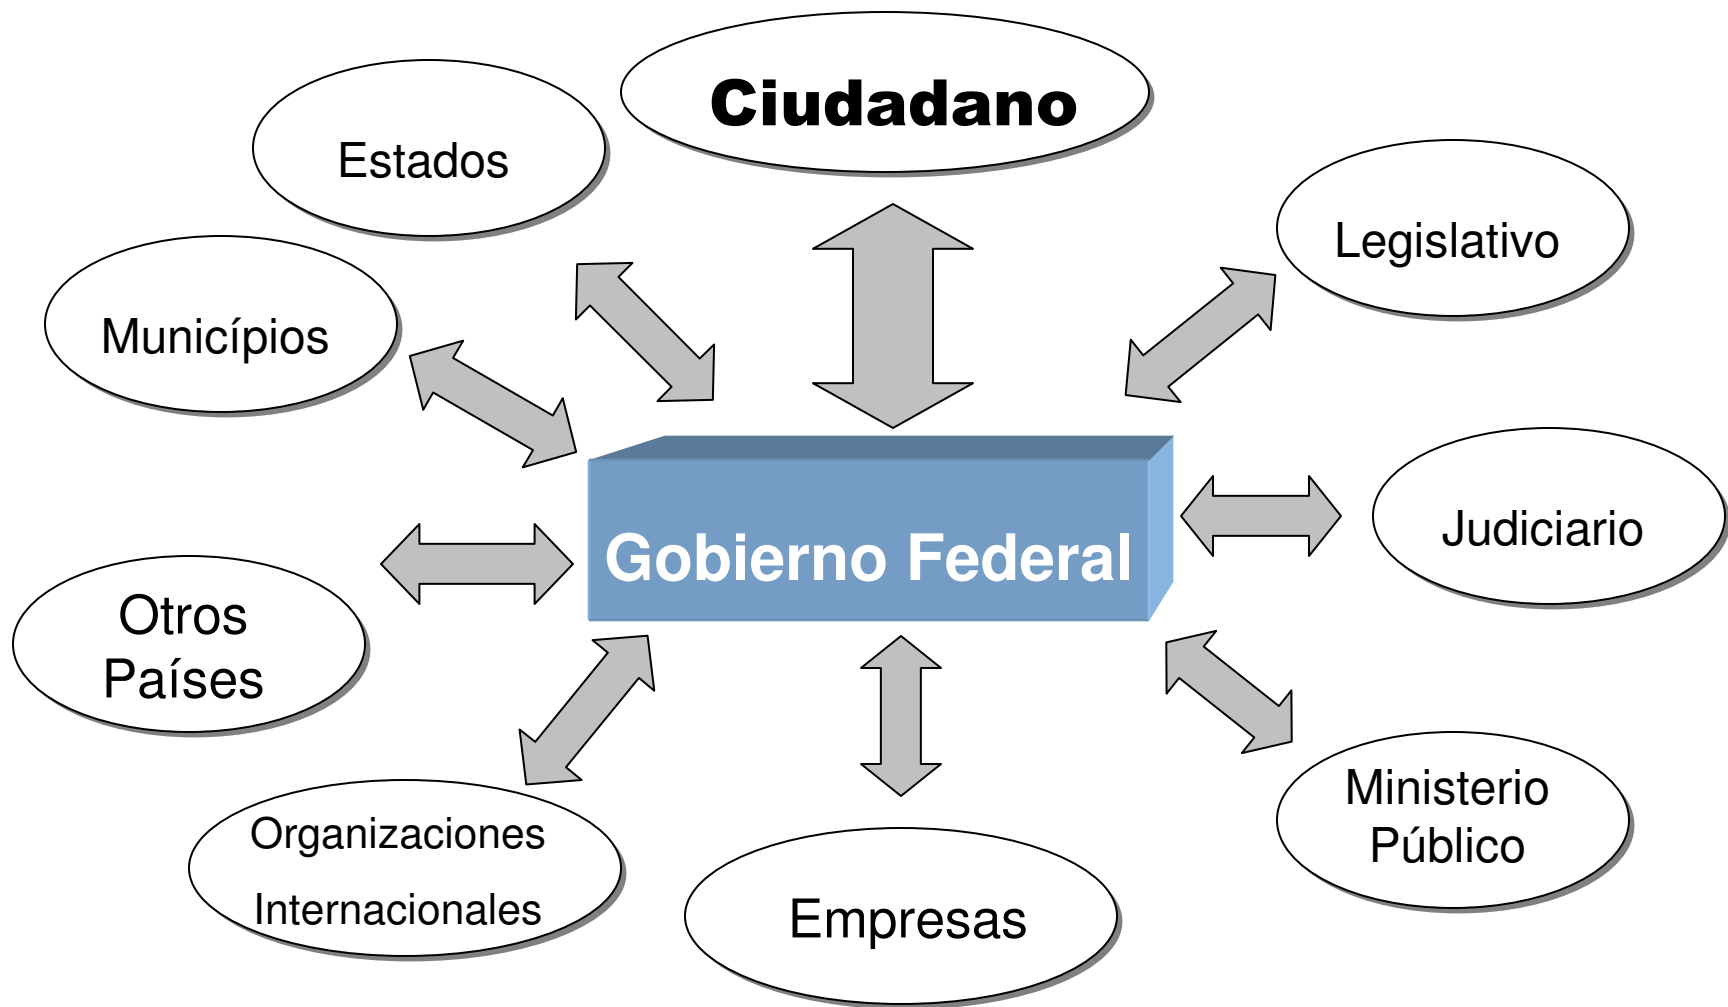 Ciudadano
Estados
Legislativo
Municípios
Judiciario
Gobierno Federal
Otros
Países
Ministerio
Público
Organizaciones
Internacionales
Empresas